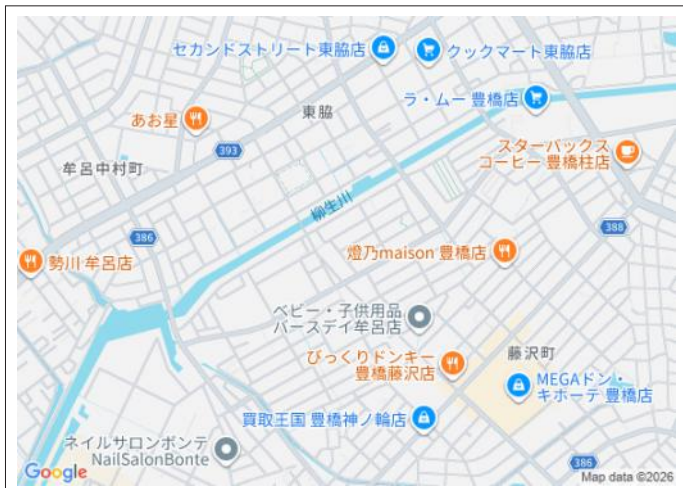 セカンドストリート東脇店
クックマート東脇店
ラ・ムー 豊橋店
あお星
東脇
スターバックス
コーヒー 豊橋柱店
393
牟呂中村町
柳生川
386
388
勢川 牟呂店
燈乃maison 豊橋店
ベビー・子供用品
バースデイ牟呂店
びっくりドンキー
豊橋藤沢店
藤沢町
MEGAドン・
キホーテ 豊橋店
買取王国 豊橋神ノ輪店
ネイルサロンボンテ
NailSalonBonte
386
Google
Map data ©2026